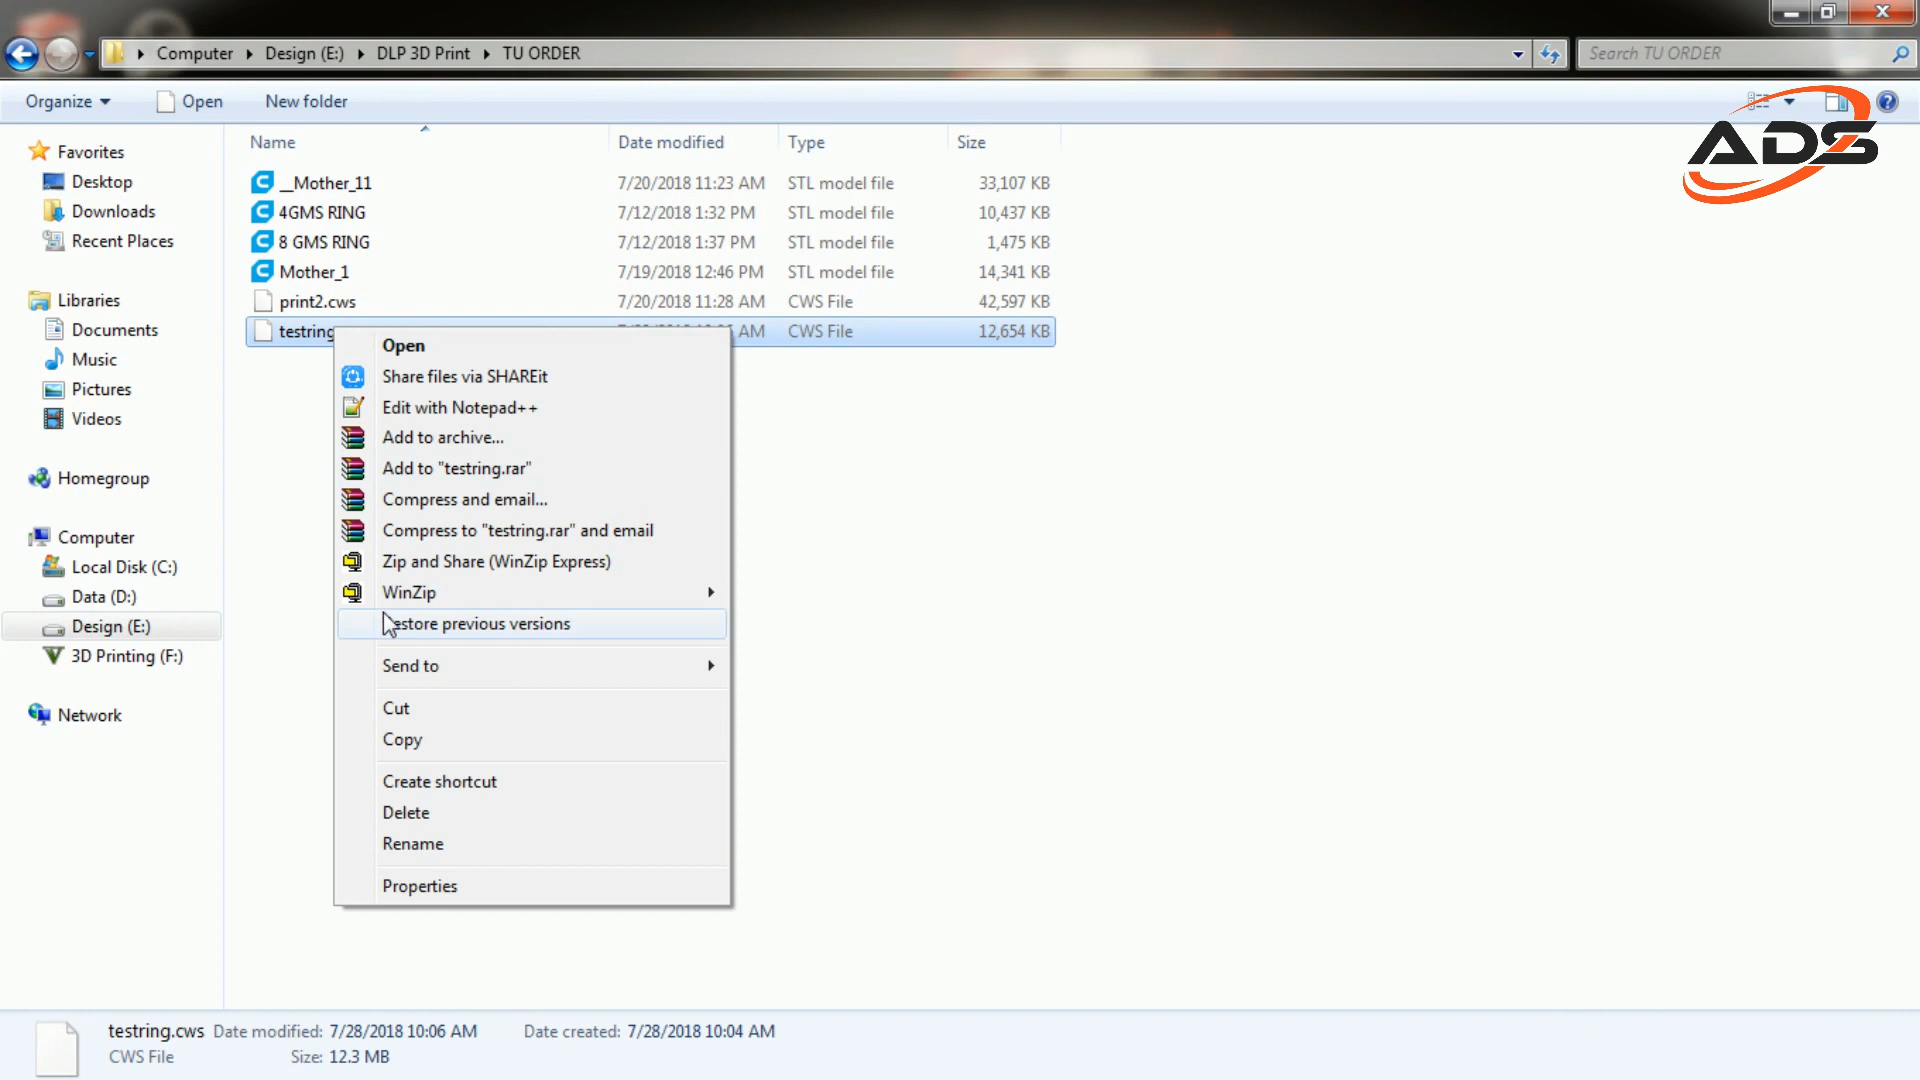 Computer Design (E:) DLP 3D Print TU ORDER
Search TU ORDER
Organize Open New folder
ADS
Name Date modified Type Size
Favorites
Desktop
Downloads
Recent Places
Libraries
Documents
Music
Pictures
Videos
Homegroup
Computer
Local Disk (C:)
Data (D:)
Design (E:)
3D Printing (F:)
Network
__Mother_11 7/20/2018 11:23 AM STL model file 33,107 KB
4GMS RING 7/12/2018 1:32 PM STL model file 10,437 KB
8 GMS RING 7/12/2018 1:37 PM STL model file 1,475 KB
Mother_1 7/19/2018 12:46 PM STL model file 14,341 KB
print2.cws 7/20/2018 11:28 AM CWS File 42,597 KB
testring AM CWS File 12,654 KB
Open
Share files via SHAREit
Edit with Notepad++
Add to archive...
Add to "testring.rar"
Compress and email...
Compress to "testring.rar" and email
Zip and Share (WinZip Express)
WinZip
estore previous versions
Send to
Cut
Copy
Create shortcut
Delete
Rename
Properties
testring.cws Date modified: 7/28/2018 10:06 AM Date created: 7/28/2018 10:04 AM
CWS File Size: 12.3 MB